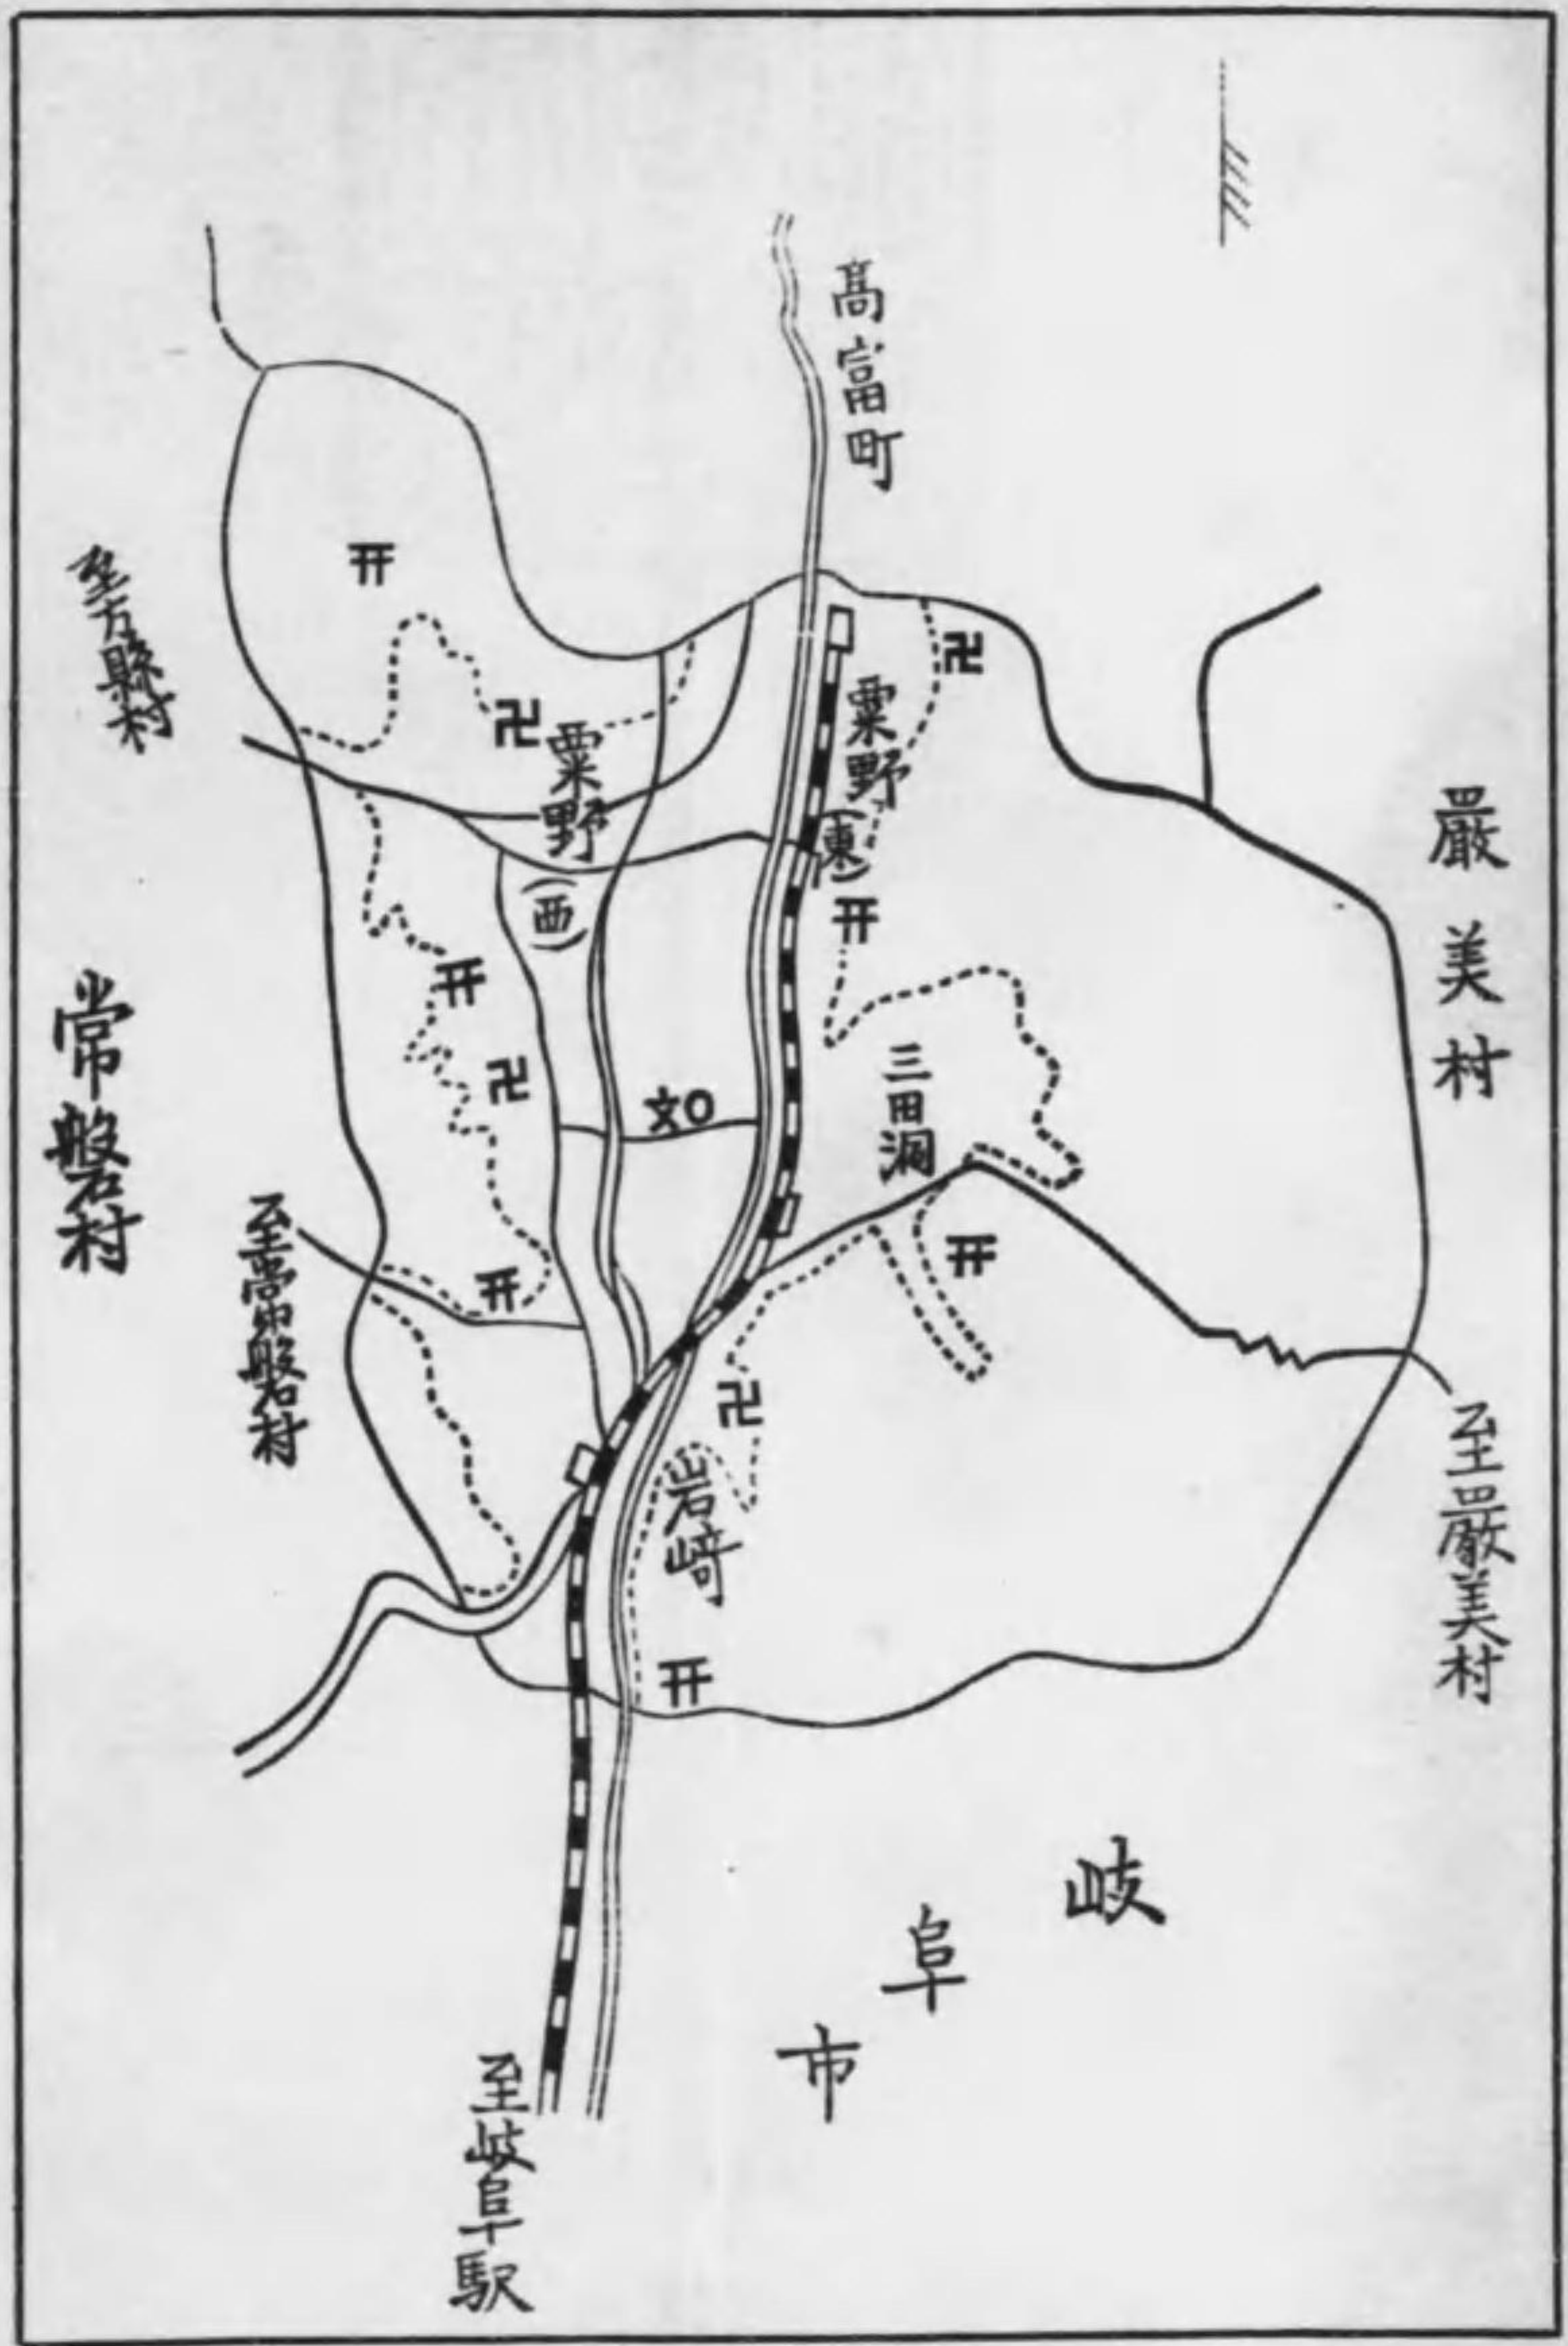 高富町
粟野
(東)
粟野
(西)
至方縣村
巖美村
三田洞
文
常磐村
至常磐村
岩崎
至巖美村
岐阜市
至岐阜駅